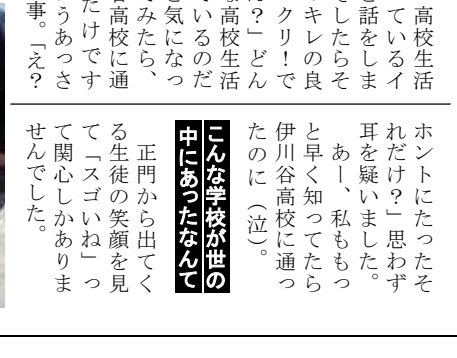 高校生活
ているイ
話をしま
したらそ
キレの良
クリ！で
？」どん
高校生活
いるのだ
気になっ
みたら、
高校に通
だけです
うあっさ
事。「え？
ホントにたったそ
れだけ？」思わず
耳を疑いました。
あー、私ももっ
と早く知ってたら
伊川谷高校に通っ
たのに（泣）。
こんな学校が世の
中にあったなんて
正門から出てく
る生徒の笑顔を見
て「スゴいね」っ
て関心しかありま
せんでした。